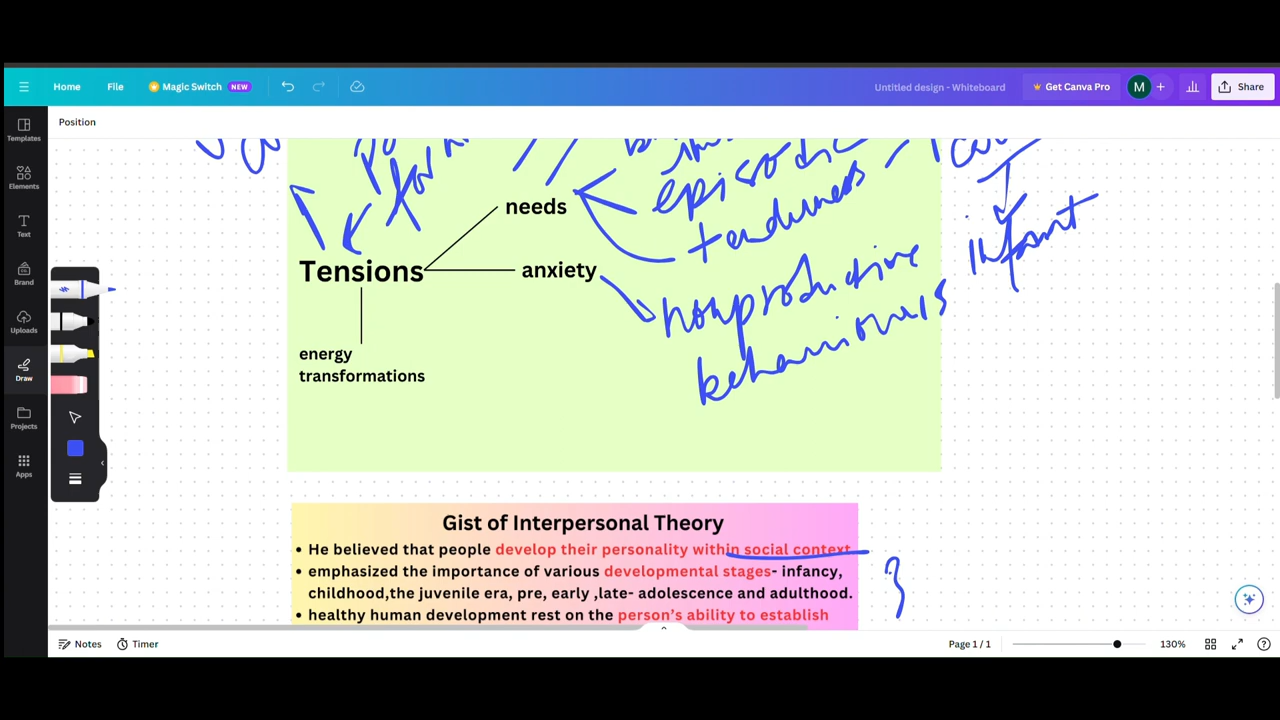 Home File Magic Switch NEW Untitled design - Whiteboard Get Canva Pro M + Share
Position
Templates
Elements
Text
Brand
Uploads
Draw
Projects
Apps
for
episodic
tenderness
needs
infant
Tensions
anxiety
nonproductive
behaviours
energy
transformations
Gist of Interpersonal Theory
• He believed that people develop their personality within social context
• emphasized the importance of various developmental stages- infancy,
childhood,the juvenile era, pre, early ,late- adolescence and adulthood.
• healthy human development rest on the person's ability to establish
Notes Timer Page 1 / 1 130%